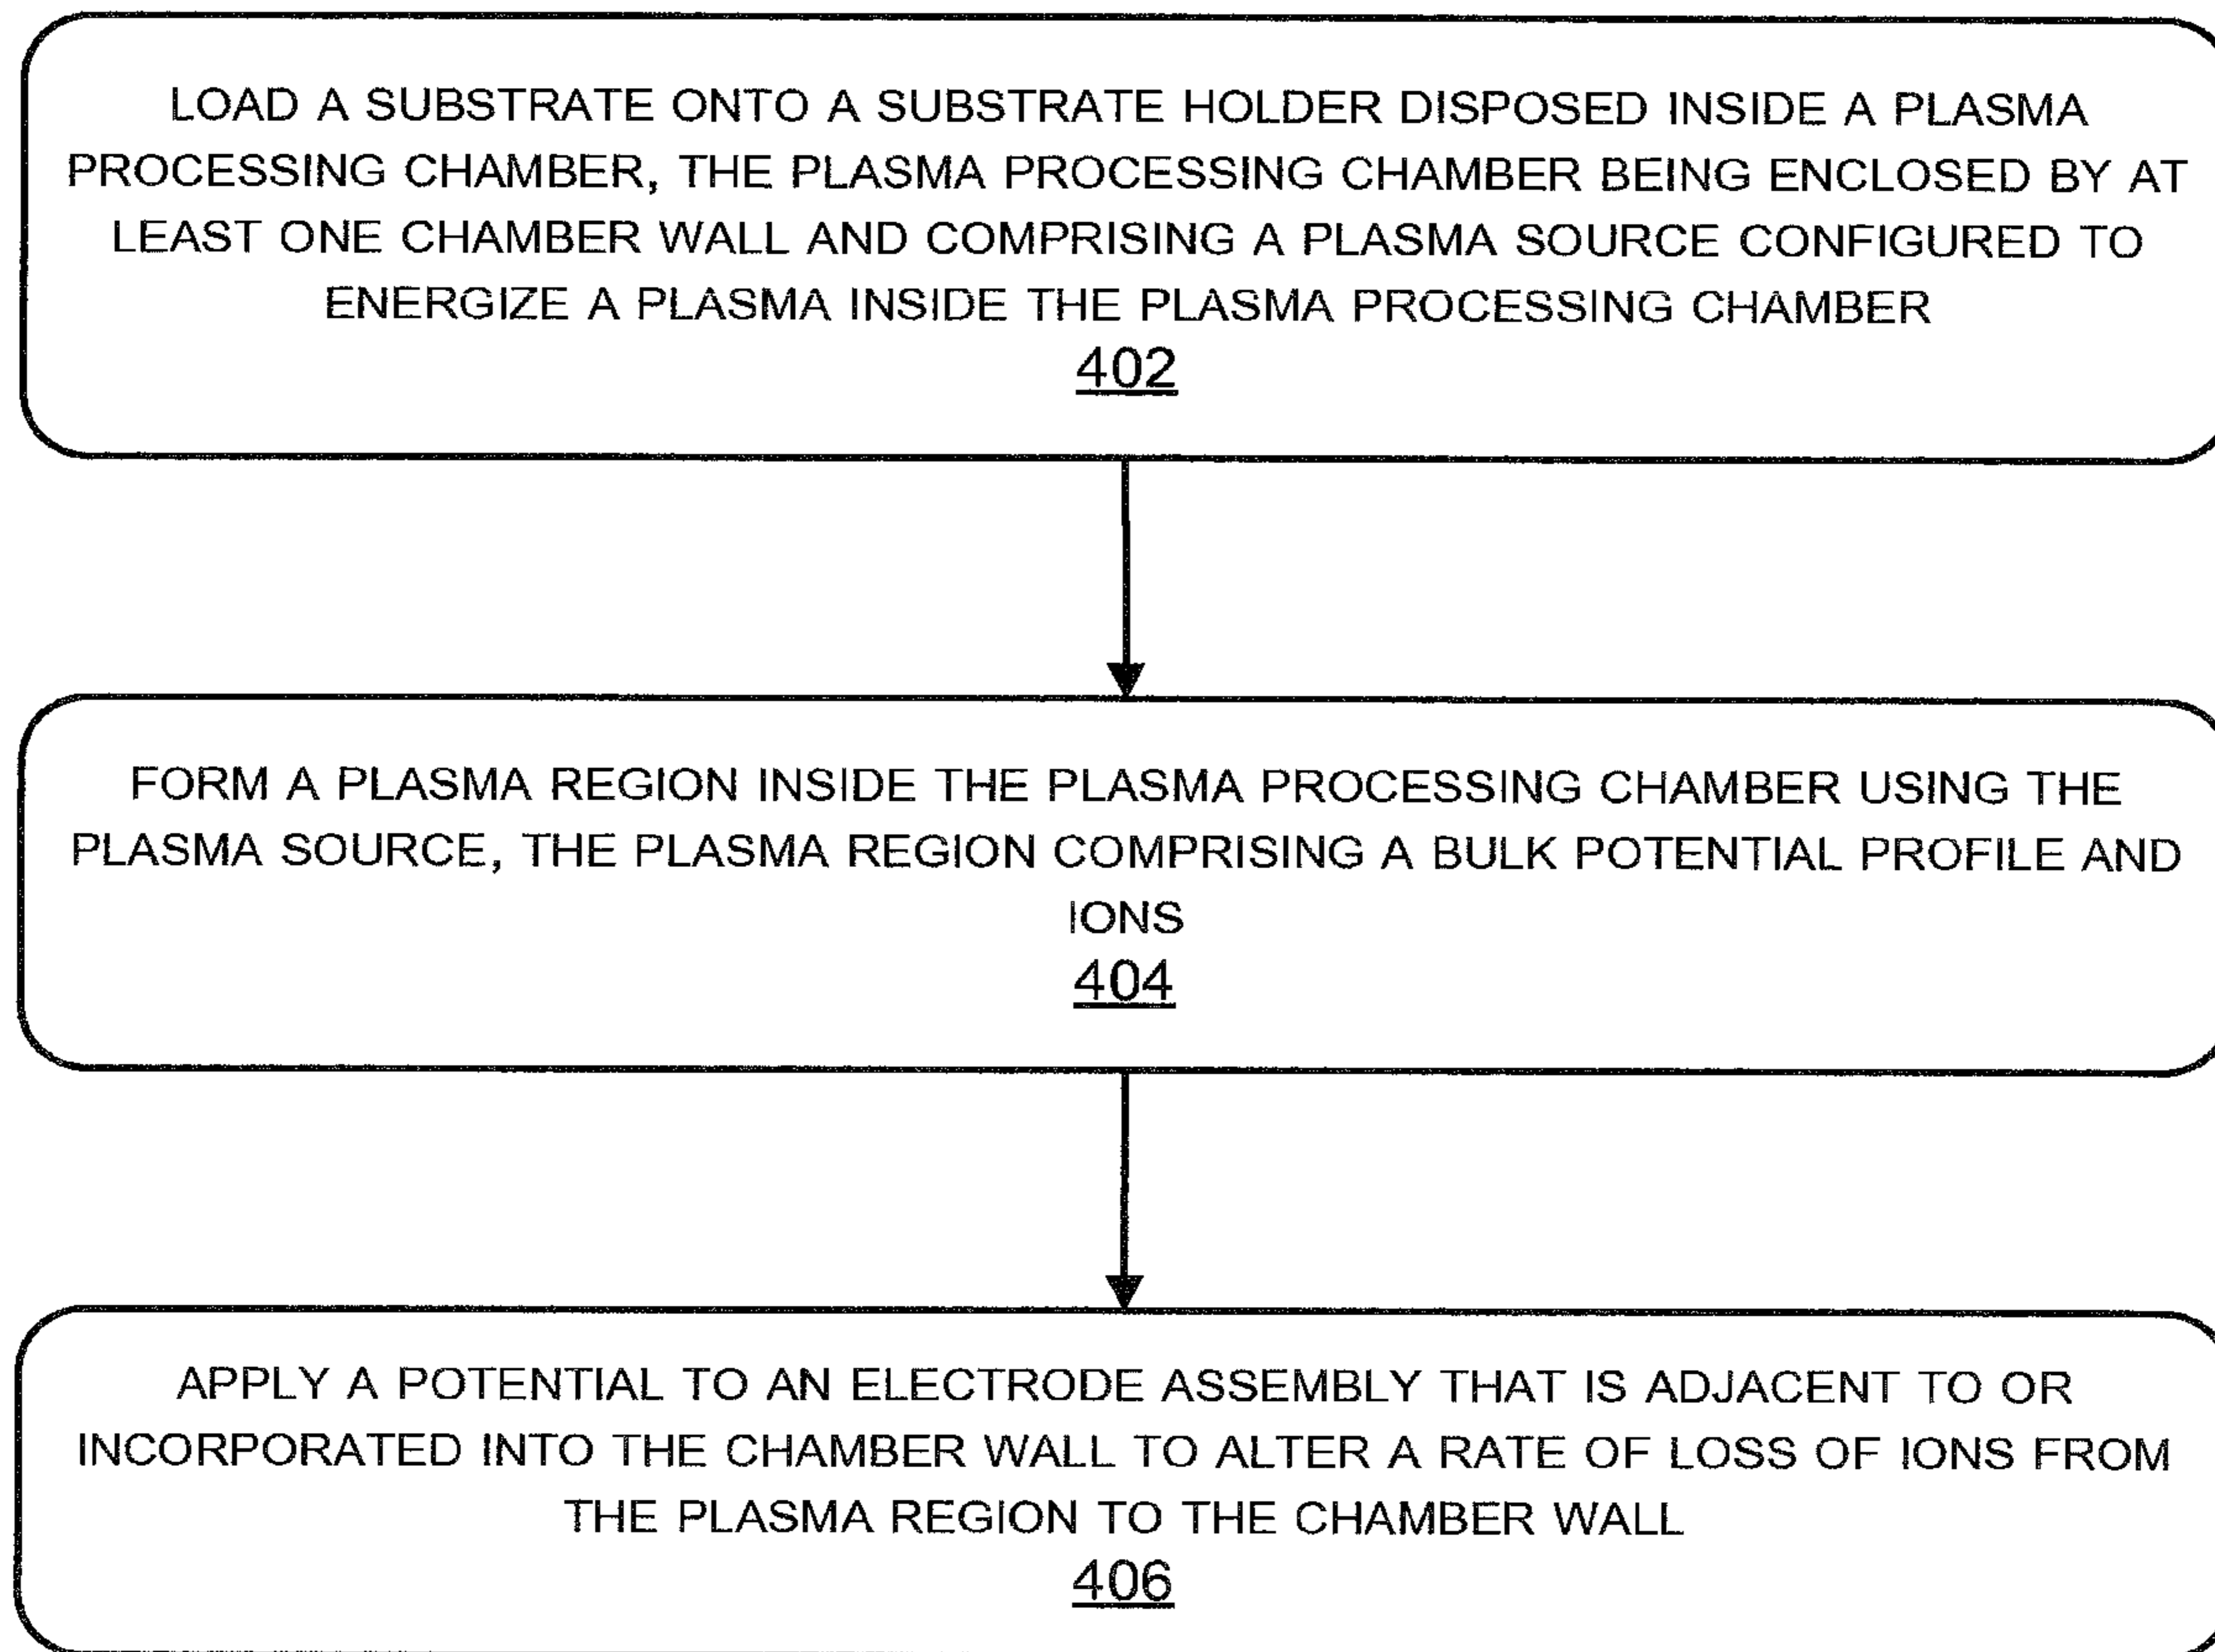 LOAD A SUBSTRATE ONTO A SUBSTRATE HOLDER DISPOSED INSIDE A PLASMA
PROCESSING CHAMBER, THE PLASMA PROCESSING CHAMBER BEING ENCLOSED BY AT
LEAST ONE CHAMBER WALL AND COMPRISING A PLASMA SOURCE CONFIGURED TO
ENERGIZE A PLASMA INSIDE THE PLASMA PROCESSING CHAMBER
402
FORM A PLASMA REGION INSIDE THE PLASMA PROCESSING CHAMBER USING THE
PLASMA SOURCE, THE PLASMA REGION COMPRISING A BULK POTENTIAL PROFILE AND
IONS
404
APPLY A POTENTIAL TO AN ELECTRODE ASSEMBLY THAT IS ADJACENT TO OR
INCORPORATED INTO THE CHAMBER WALL TO ALTER A RATE OF LOSS OF IONS FROM
THE PLASMA REGION TO THE CHAMBER WALL
406